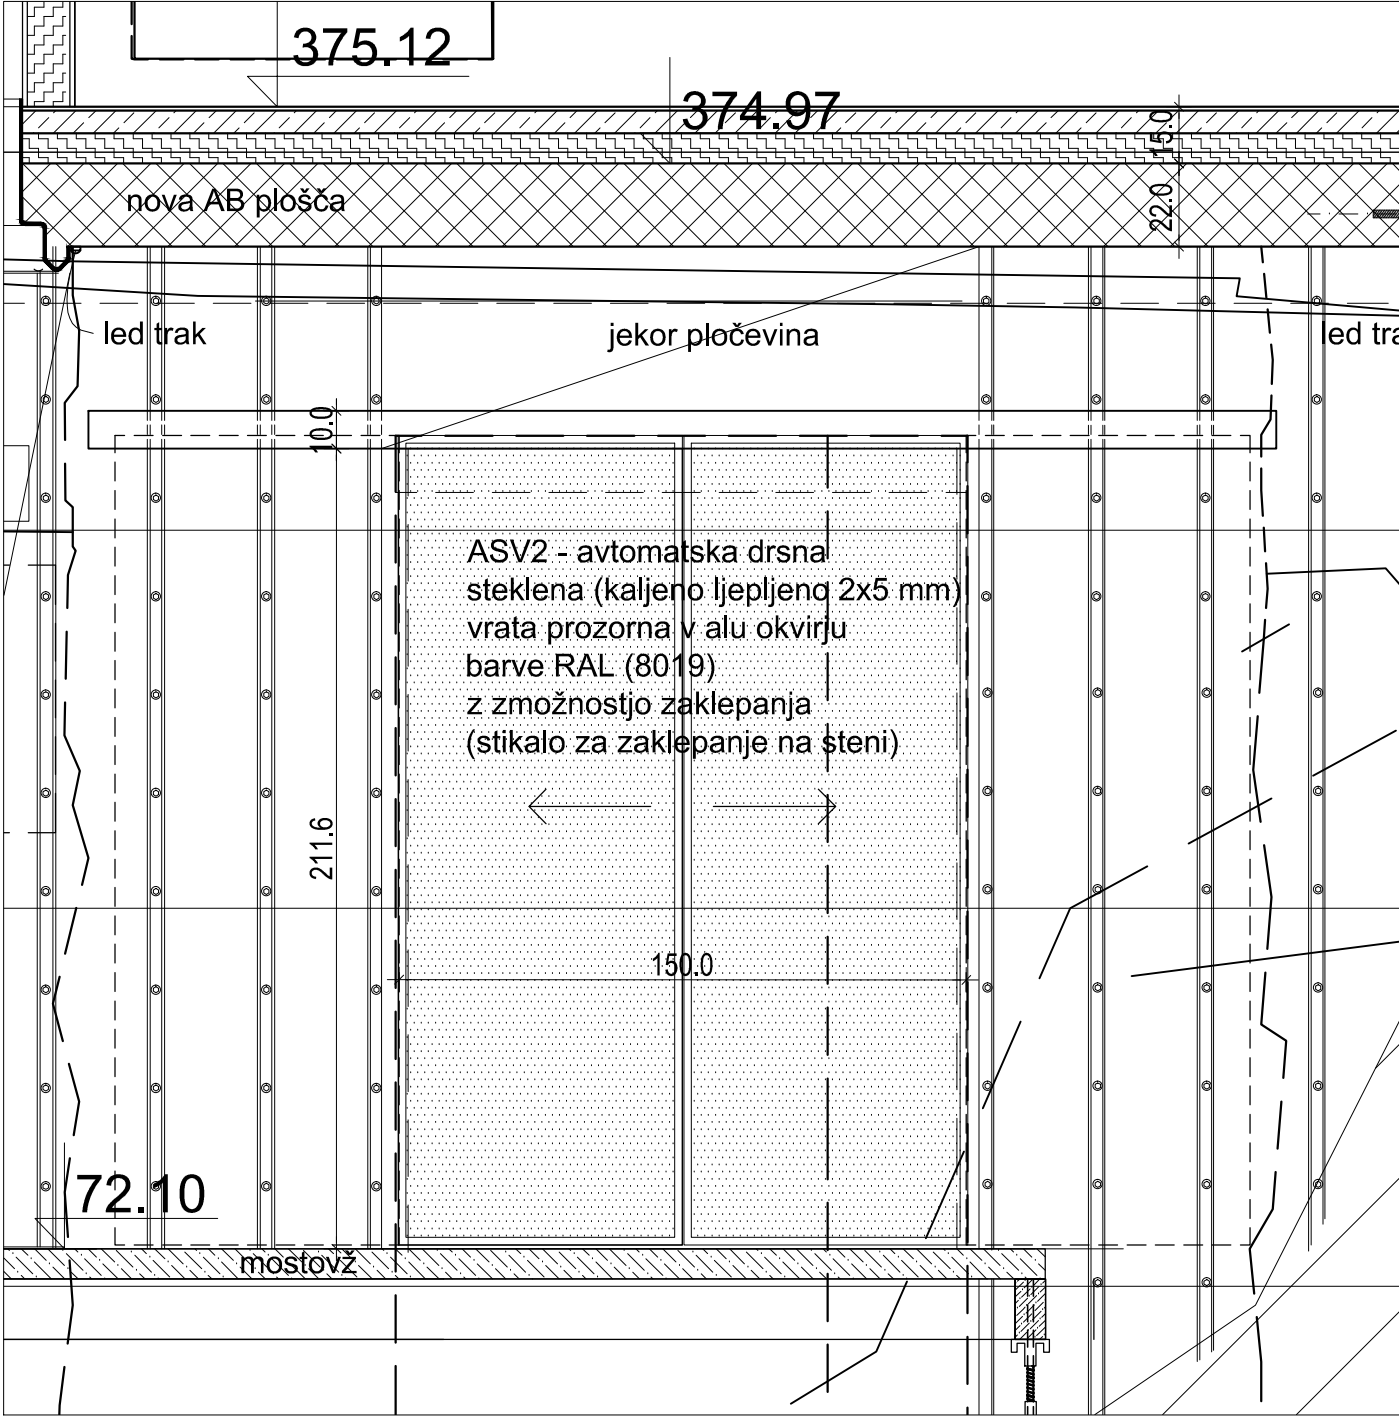 375.12
374.97
15.0
nova AB plošča
22.0
led trak
jekor pločevina
led tra
10.0
ASV2 - avtomatska drsna
steklena (kaljeno ljepljeno 2x5 mm)
vrata prozorna v alu okvirju
barve RAL (8019)
z zmožnostjo zaklepanja
(stikalo za zaklepanje na steni)
211.6
150.0
72.10
mostovž